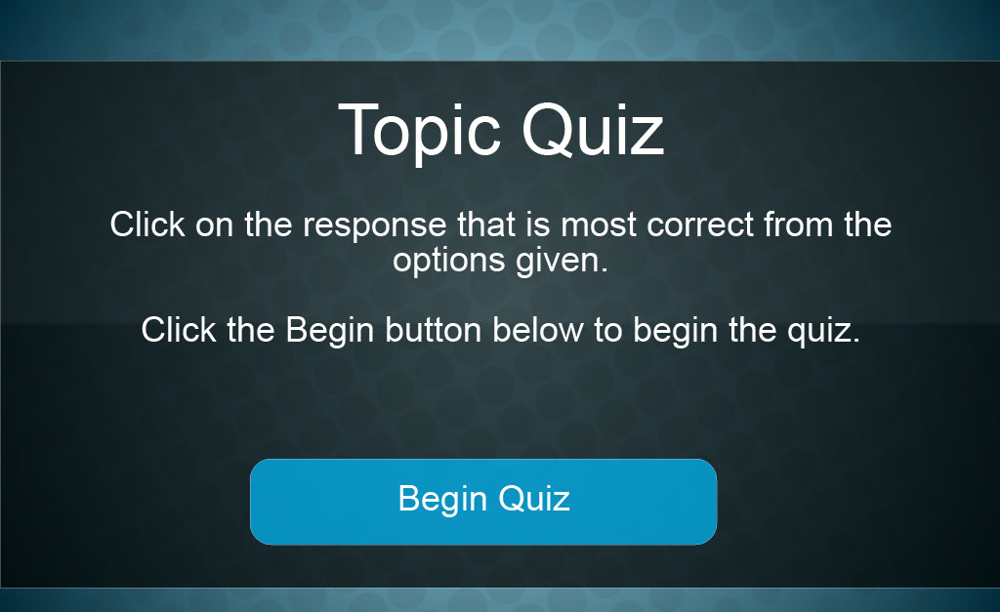 Topic Quiz
Click on the response that is most correct from the
options given.
Click the Begin button below to begin the quiz.
Begin Quiz